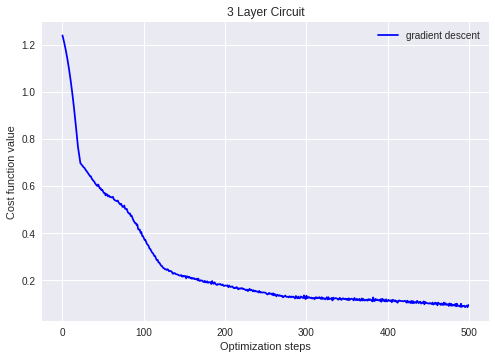 3 Layer Circuit
gradient descent
Cost function value
1.2
1.0
0.8
0.6
0.4
0.2
0 100 200 300 400 500
Optimization steps